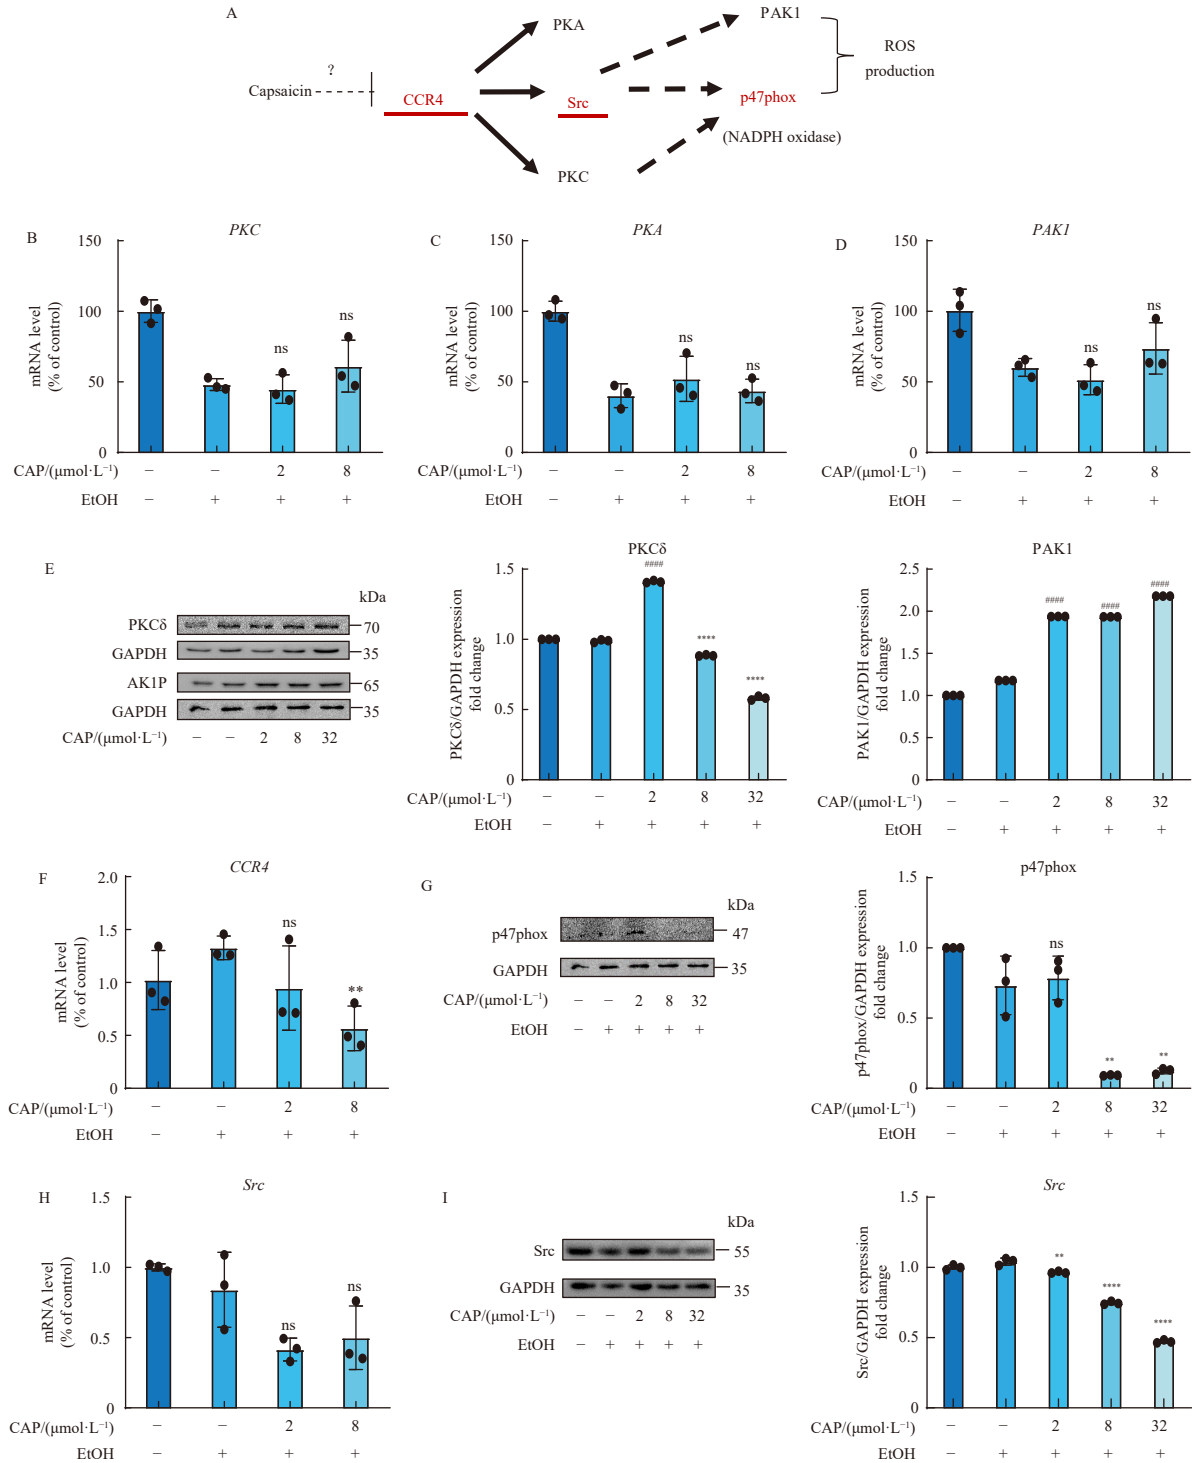 A
PKA
PAK1
ROS
production
?
Capsaicin
CCR4
Src
p47phox
(NADPH oxidase)
PKC
B
PKC
mRNA level
(% of control)
150
100
50
0
ns
ns
CAP/(μmol·L⁻¹) − − 2 8
EtOH − + + +
C
PKA
mRNA level
(% of control)
150
100
50
0
ns
ns
CAP/(μmol·L⁻¹) − − 2 8
EtOH − + + +
D
PAK1
mRNA level
(% of control)
150
100
50
0
ns
ns
CAP/(μmol·L⁻¹) − − 2 8
EtOH − + + +
E
kDa
PKCδ 70
GAPDH 35
AK1P 65
GAPDH 35
CAP/(μmol·L⁻¹) − − 2 8 32
PKCδ
PKCδ/GAPDH expression
fold change
1.5
1.0
0.5
0
####
****
****
CAP/(μmol·L⁻¹) − − 2 8 32
EtOH − + + + +
PAK1
PAK1/GAPDH expression
fold change
2.5
2.0
1.5
1.0
0.5
0
####
####
####
CAP/(μmol·L⁻¹) − − 2 8 32
EtOH − + + + +
F
CCR4
mRNA level
(% of control)
2.0
1.5
1.0
0.5
0
ns
**
CAP/(μmol·L⁻¹) − − 2 8
EtOH − + + +
G
kDa
p47phox 47
GAPDH 35
CAP/(μmol·L⁻¹) − − 2 8 32
EtOH − + + + +
p47phox
p47phox/GAPDH expression
fold change
1.5
1.0
0.5
0
ns
**
**
CAP/(μmol·L⁻¹) − − 2 8 32
EtOH − + + + +
H
Src
mRNA level
(% of control)
1.5
1.0
0.5
0
ns
ns
CAP/(μmol·L⁻¹) − − 2 8
EtOH − + + +
I
kDa
Src 55
GAPDH 35
CAP/(μmol·L⁻¹) − − 2 8 32
EtOH − + + + +
Src
Src/GAPDH expression
fold change
1.5
1.0
0.5
0
**
****
****
CAP/(μmol·L⁻¹) − − 2 8 32
EtOH − + + + +